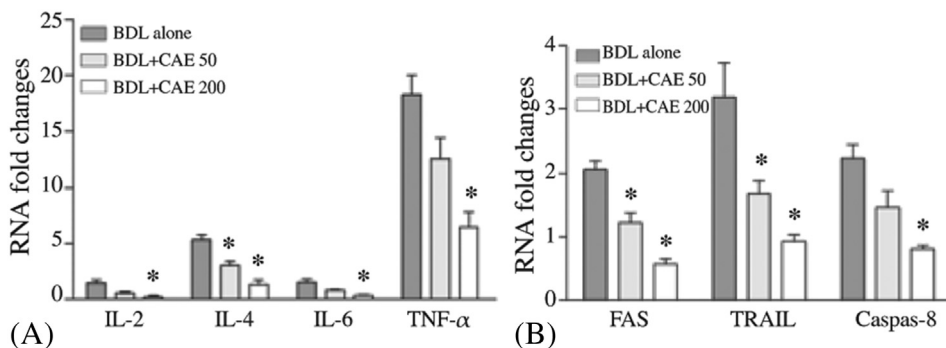 25
20
15
10
5
0
RNA fold changes
BDL alone
BDL+CAE 50
BDL+CAE 200
*
* *
*
*
IL-2 IL-4 IL-6 TNF-α
(A)
4
3
2
1
0
RNA fold changes
BDL alone
BDL+CAE 50
BDL+CAE 200
* *
* *
*
FAS TRAIL Caspas-8
(B)